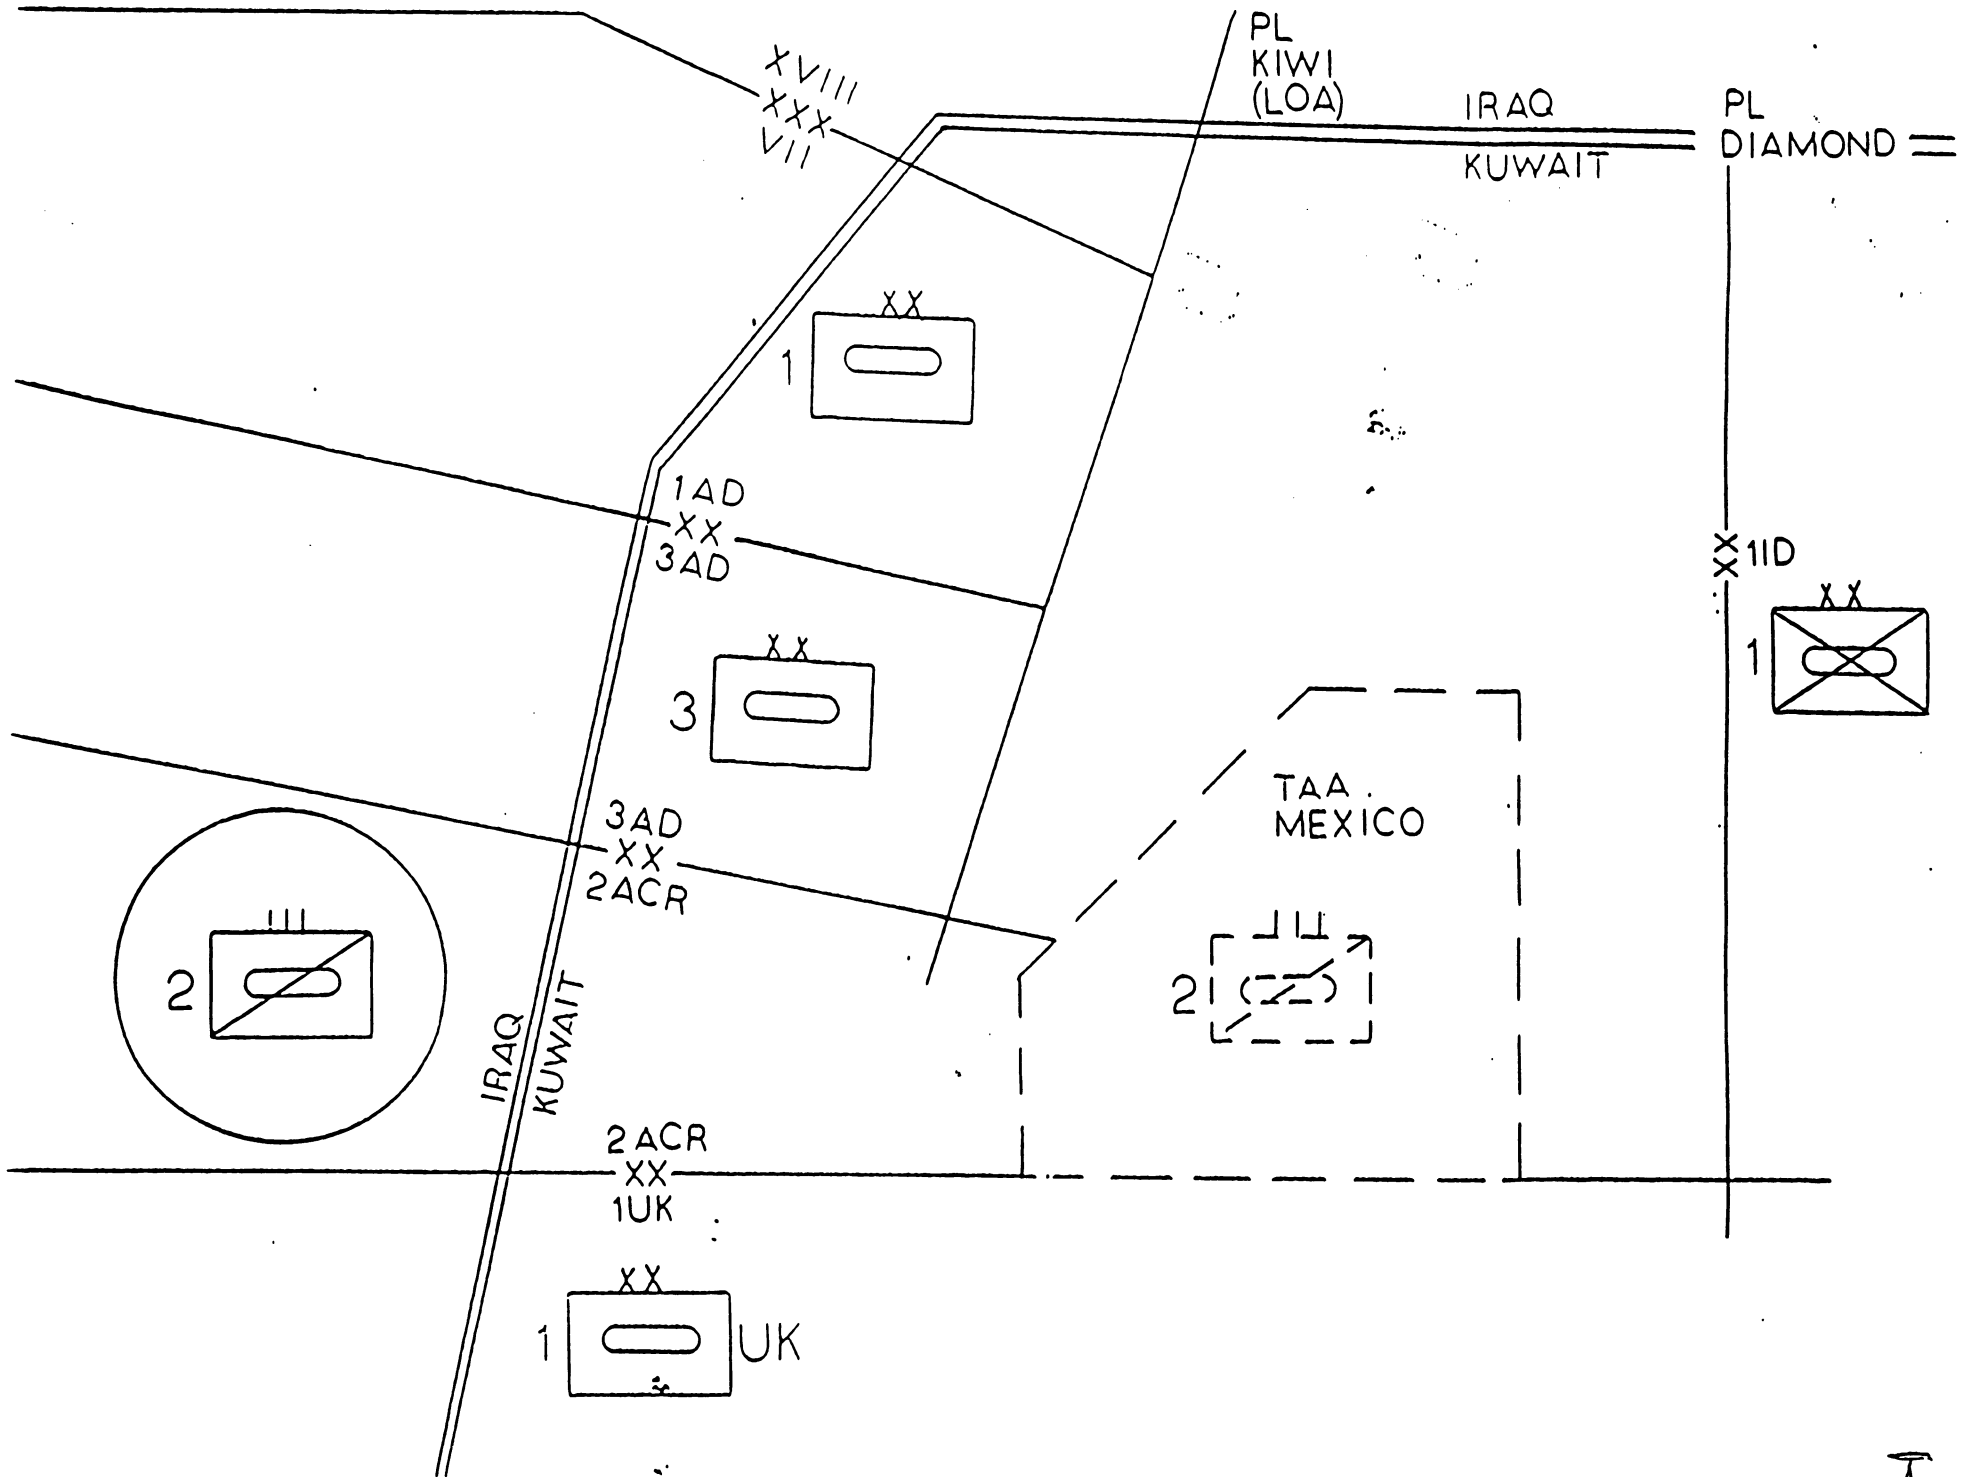 XVIII
XXX
VII
PL
KIWI
(LOA)
IRAQ
KUWAIT
PL
DIAMOND
XX
1
1AD
XX
3AD
XX
1ID
XX
1
XX
3
TAA
MEXICO
3AD
XX
2ACR
III
2
III
2
IRAQ
KUWAIT
2ACR
XX
1UK
XX
1 UK